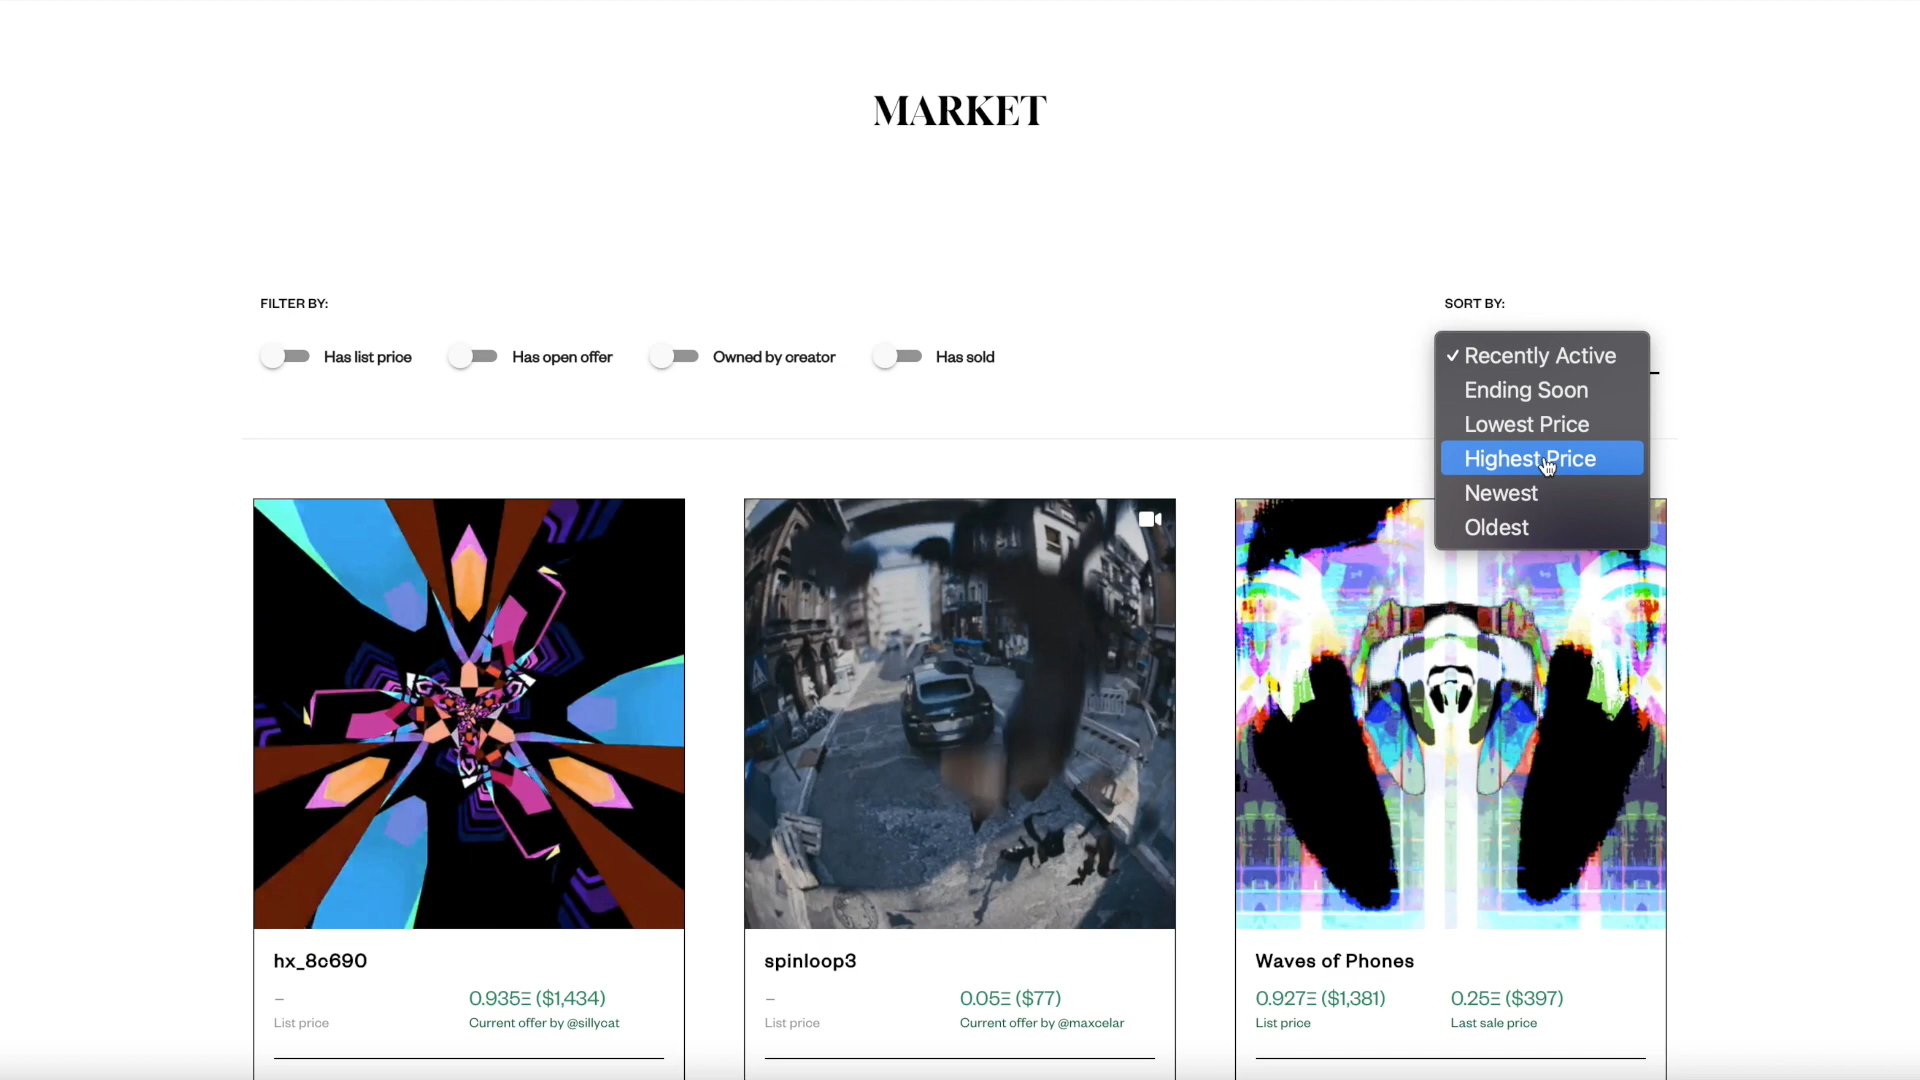 MARKET
FILTER BY:
SORT BY:
Has list price
Has open offer
Owned by creator
Has sold
✓ Recently Active
Ending Soon
Lowest Price
Highest Price
Newest
Oldest
hx_8c690
–
0.935Ξ ($1,434)
List price
Current offer by @sillycat
spinloop3
–
0.05Ξ ($77)
List price
Current offer by @maxcelar
Waves of Phones
0.927Ξ ($1,381)
0.25Ξ ($397)
List price
Last sale price